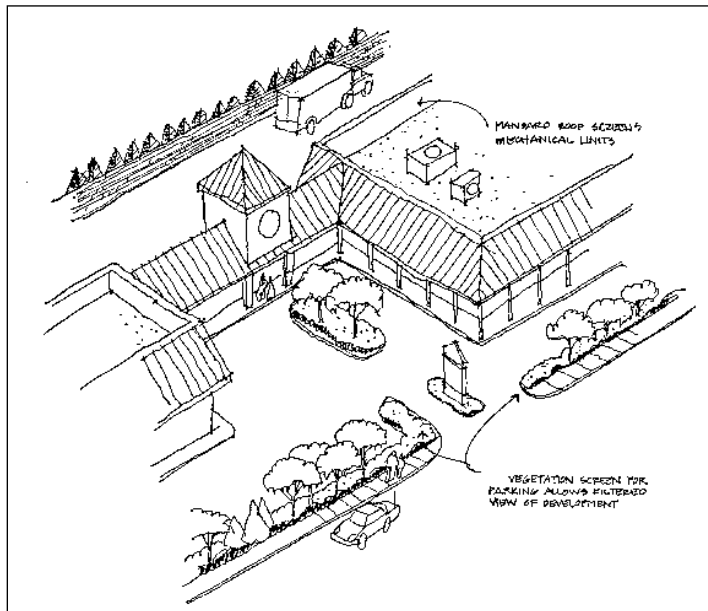 MANSARD ROOF SCREENS
MECHANICAL UNITS
VEGETATION SCREEN FOR
PARKING ALLOWS FILTERED
VIEW OF DEVELOPMENT